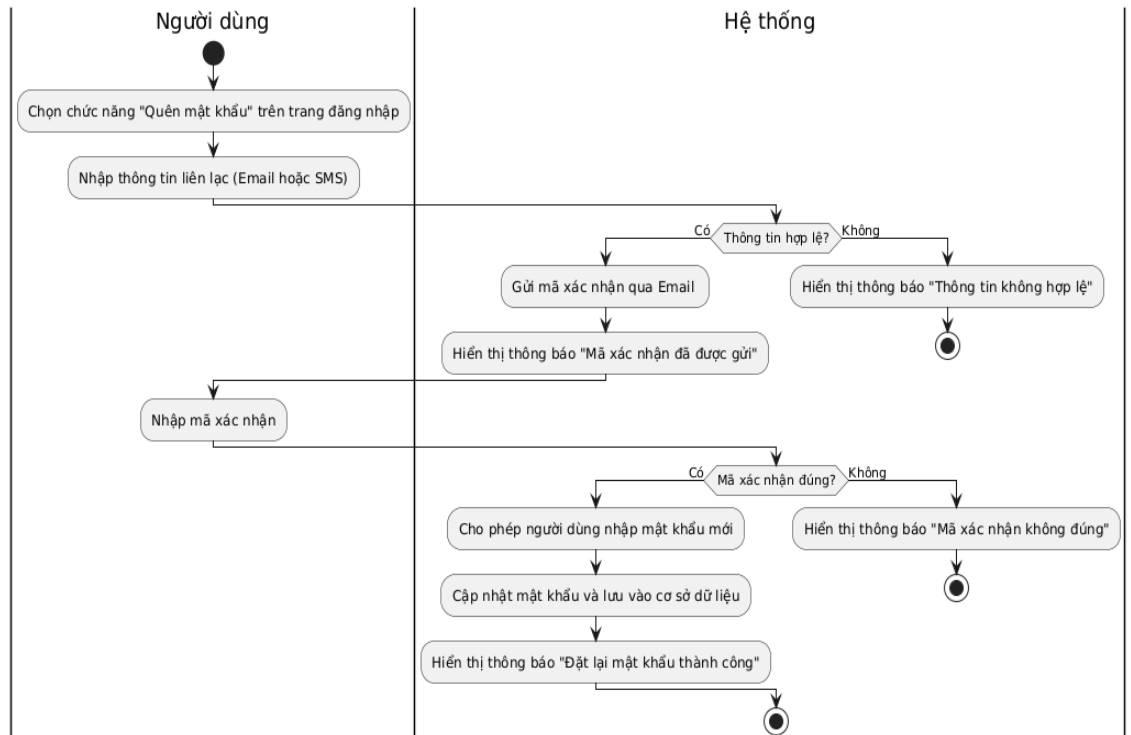 Người dùng
Hệ thống
Chọn chức năng "Quên mật khẩu" trên trang đăng nhập
Nhập thông tin liên lạc (Email hoặc SMS)
Có
Thông tin hợp lệ?
Không
Gửi mã xác nhận qua Email
Hiển thị thông báo "Thông tin không hợp lệ"
Hiển thị thông báo "Mã xác nhận đã được gửi"
Nhập mã xác nhận
Có
Mã xác nhận đúng?
Không
Cho phép người dùng nhập mật khẩu mới
Hiển thị thông báo "Mã xác nhận không đúng"
Cập nhật mật khẩu và lưu vào cơ sở dữ liệu
Hiển thị thông báo "Đặt lại mật khẩu thành công"